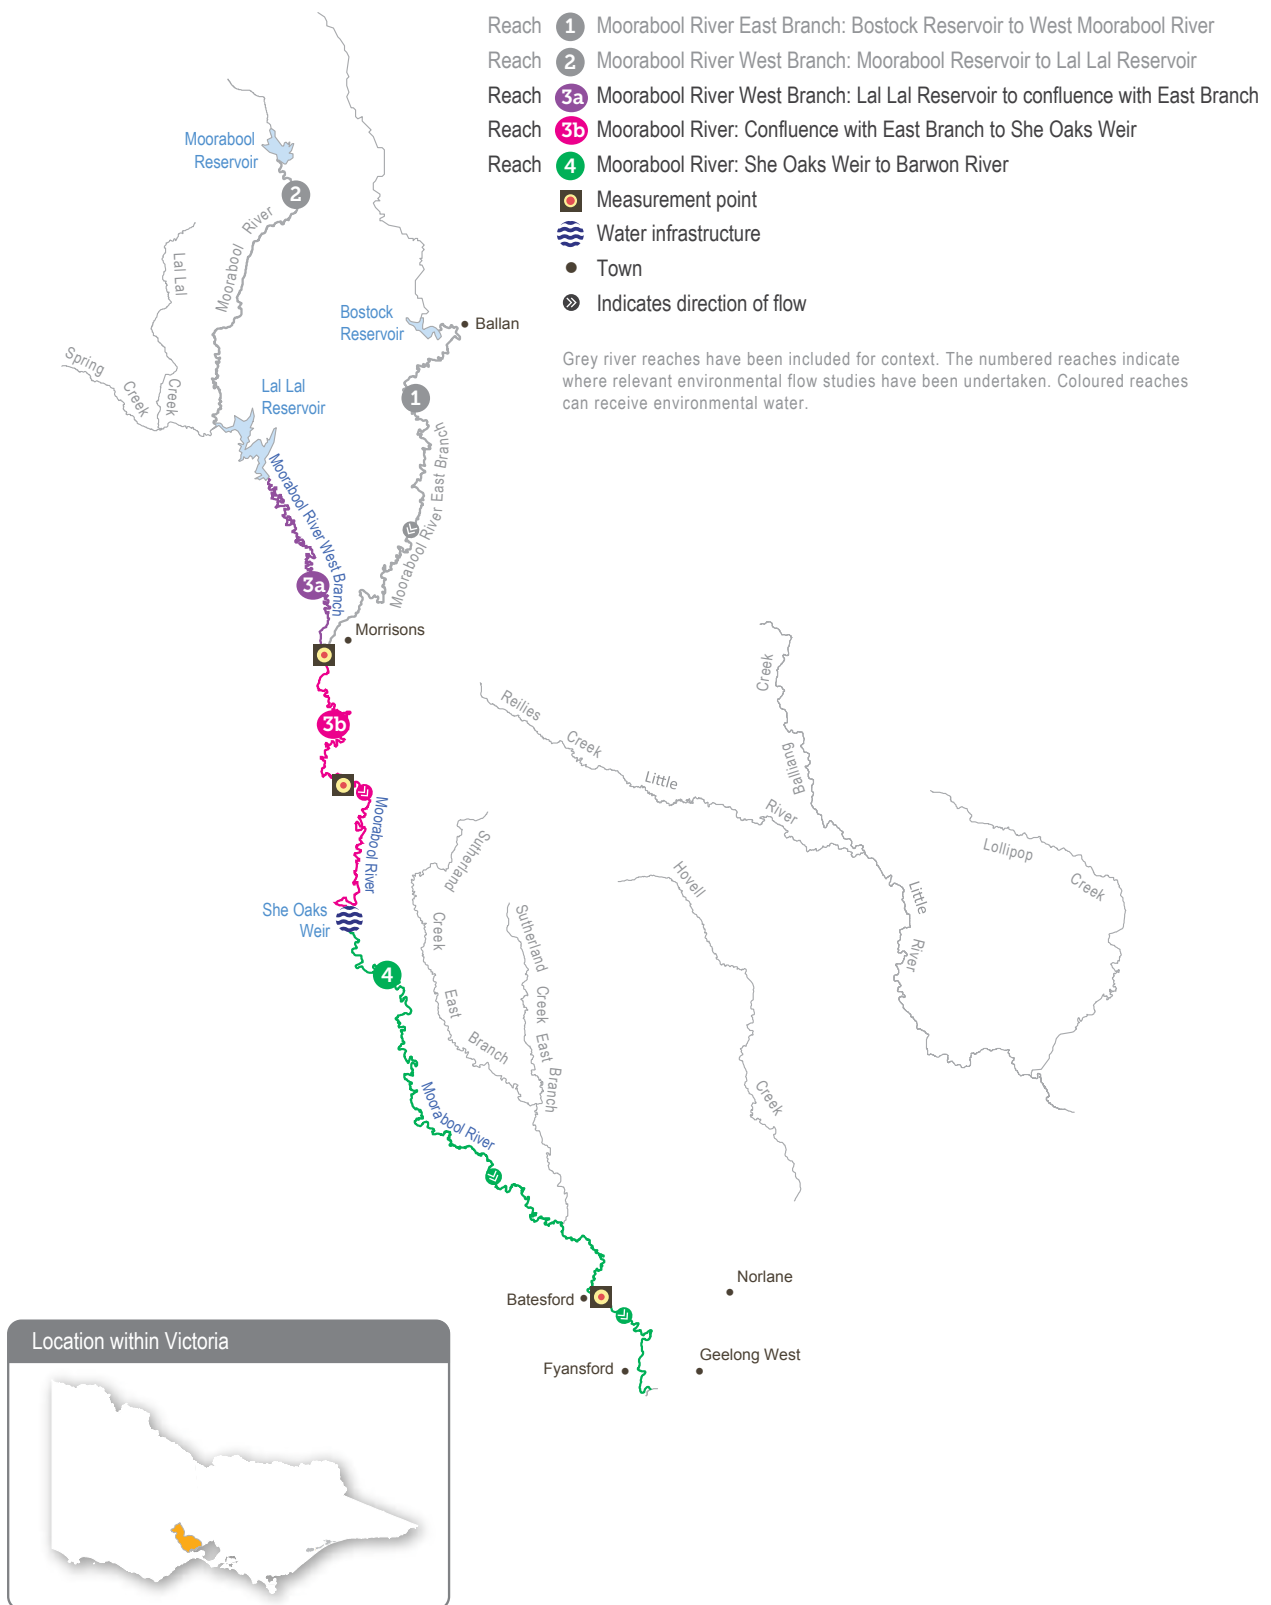 Reach 1 Moorabool River East Branch: Bostock Reservoir to West Moorabool River
Reach 2 Moorabool River West Branch: Moorabool Reservoir to Lal Lal Reservoir
Reach 3a Moorabool River West Branch: Lal Lal Reservoir to confluence with East Branch
Reach 3b Moorabool River: Confluence with East Branch to She Oaks Weir
Reach 4 Moorabool River: She Oaks Weir to Barwon River
Measurement point
Water infrastructure
Town
Indicates direction of flow
Grey river reaches have been included for context. The numbered reaches indicate
where relevant environmental flow studies have been undertaken. Coloured reaches
can receive environmental water.
Moorabool
Reservoir
2
Moorabool River
Lal Lal
Creek
Spring
Creek
Bostock
Reservoir
Ballan
Lal Lal
Reservoir
1
Moorabool River East Branch
Moorabool River West Branch
3a
Morrisons
3b
Moorabool River
She Oaks
Weir
4
Moorabool River
Reilies
Creek
Little
River
Creek
Balliang
Little
River
Lollipop
Creek
Hovell
Creek
Sutherland
Creek
East
Branch
Sutherland
Creek East Branch
Batesford
Norlane
Fyansford
Geelong West
Location within Victoria